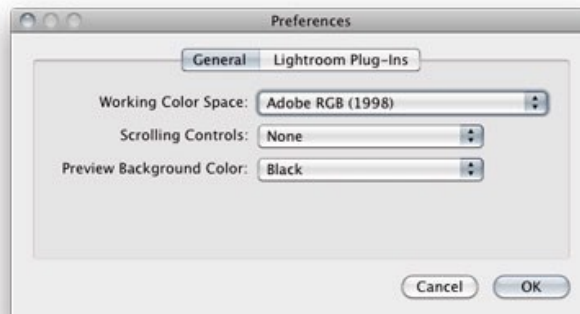 Preferences
General Lightroom Plug-Ins
Working Color Space: Adobe RGB (1998)
Scrolling Controls: None
Preview Background Color: Black
Cancel OK